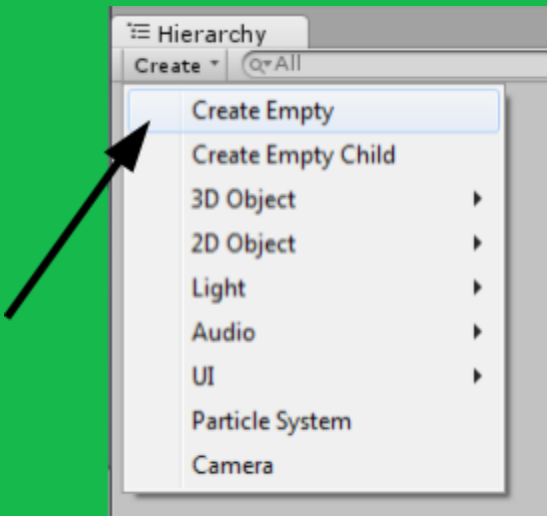 Hierarchy
Create All
Create Empty
Create Empty Child
3D Object
2D Object
Light
Audio
UI
Particle System
Camera